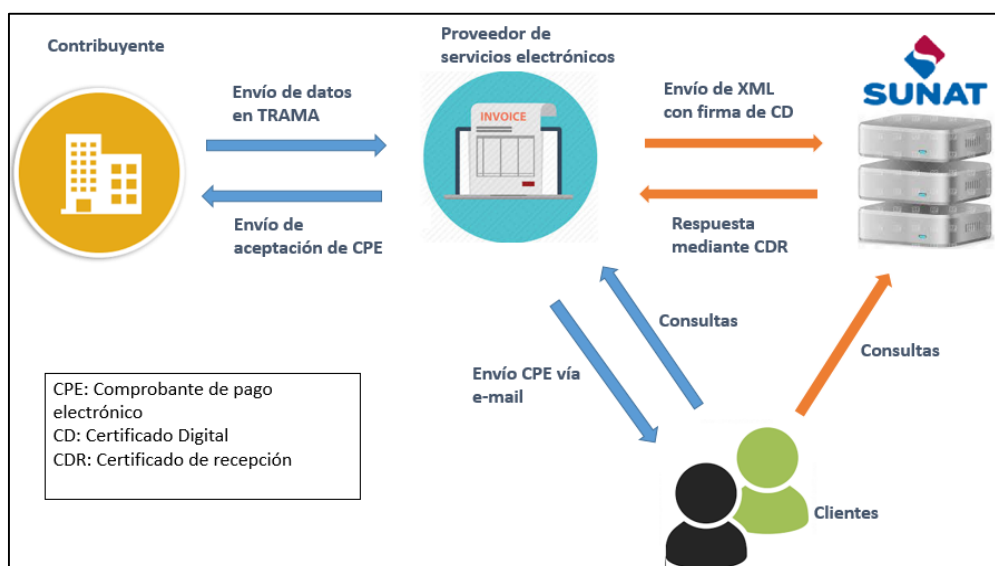 Contribuyente
Proveedor de
servicios electrónicos
SUNAT
Envío de datos
en TRAMA
INVOICE
Envío de XML
con firma de CD
Envío de
aceptación de CPE
Respuesta
mediante CDR
Consultas
Consultas
Envío CPE vía
e-mail
CPE: Comprobante de pago
electrónico
CD: Certificado Digital
CDR: Certificado de recepción
Clientes